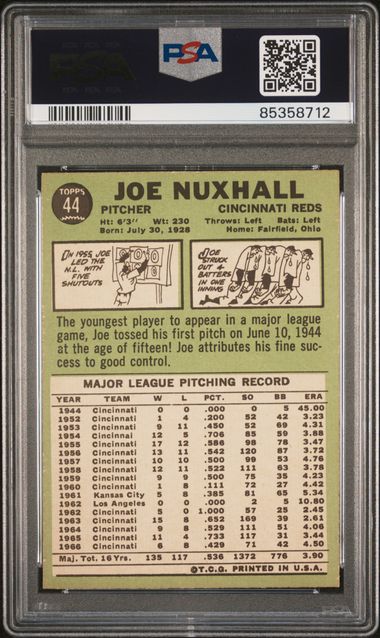 PSA
PSA
85358712
TOPPS
44
JOE NUXHALL
PITCHER CINCINNATI REDS
Ht: 6'3" Wt: 230 Throws: Left Bats: Left
Born: July 30, 1928 Home: Fairfield, Ohio
IN 1955, JOE
LED THE
N.L. WITH
FIVE
SHUTOUTS
JOE
STRUCK
OUT 4
BATTERS
IN ONE
INNING
The youngest player to appear in a major league
game, Joe tossed his first pitch on June 10, 1944
at the age of fifteen! Joe attributes his fine suc-
cess to good control.
MAJOR LEAGUE PITCHING RECORD
YEAR TEAM W L PCT. SO BB ERA
1944 Cincinnati 0 0 .000 0 5 45.00
1952 Cincinnati 1 4 .200 52 42 3.23
1953 Cincinnati 9 11 .450 52 69 4.31
1954 Cincinnati 12 5 .706 85 59 3.88
1955 Cincinnati 17 12 .586 98 78 3.47
1956 Cincinnati 13 11 .542 120 87 3.72
1957 Cincinnati 10 10 .500 99 53 4.76
1958 Cincinnati 12 11 .522 111 63 3.78
1959 Cincinnati 9 9 .500 75 35 4.23
1960 Cincinnati 1 8 .111 72 27 4.42
1961 Kansas City 5 8 .385 81 65 5.34
1962 Los Angeles 0 0 .000 2 5 10.80
1962 Cincinnati 5 0 1.000 57 25 2.45
1963 Cincinnati 15 8 .652 169 39 2.61
1964 Cincinnati 9 8 .529 111 51 4.06
1965 Cincinnati 11 4 .733 117 31 3.44
1966 Cincinnati 6 8 .429 71 42 4.50
Maj. Tot. 16 Yrs. 135 117 .536 1372 776 3.90
©T.C.G. PRINTED IN U.S.A.